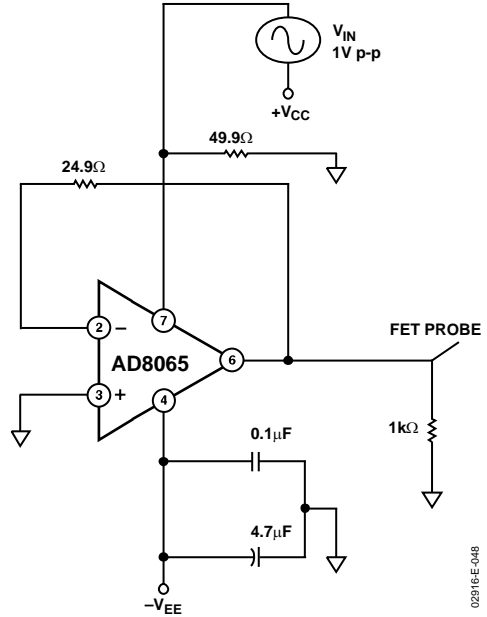 V_IN
1V p-p
+V_CC
49.9Ω
24.9Ω
2
−
7
AD8065
6
3
+
4
FET PROBE
1kΩ
0.1μF
4.7μF
−V_EE
02916-E-048